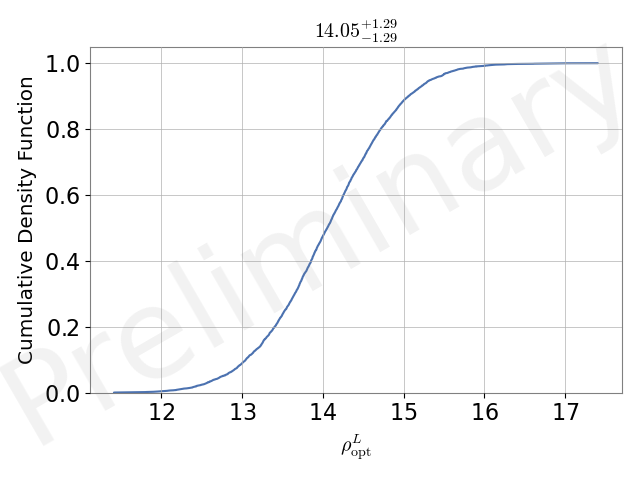 14.05^{+1.29}_{-1.29}
Cumulative Density Function
1.0
0.8
0.6
0.4
0.2
0.0
12 13 14 15 16 17
ρ^L_opt
Preliminary